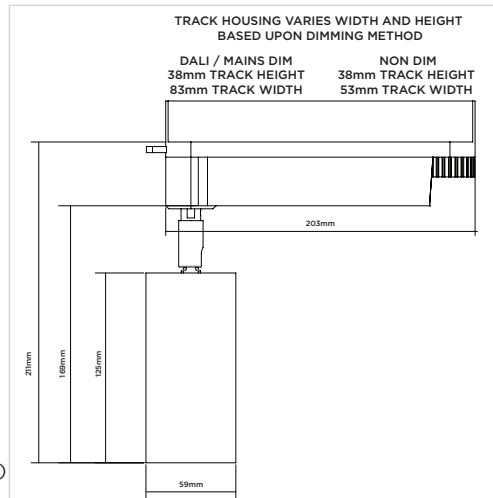 TRACK HOUSING VARIES WIDTH AND HEIGHT
BASED UPON DIMMING METHOD
DALI / MAINS DIM
38mm TRACK HEIGHT
83mm TRACK WIDTH
NON DIM
38mm TRACK HEIGHT
53mm TRACK WIDTH
203mm
211mm
169mm
125mm
59mm